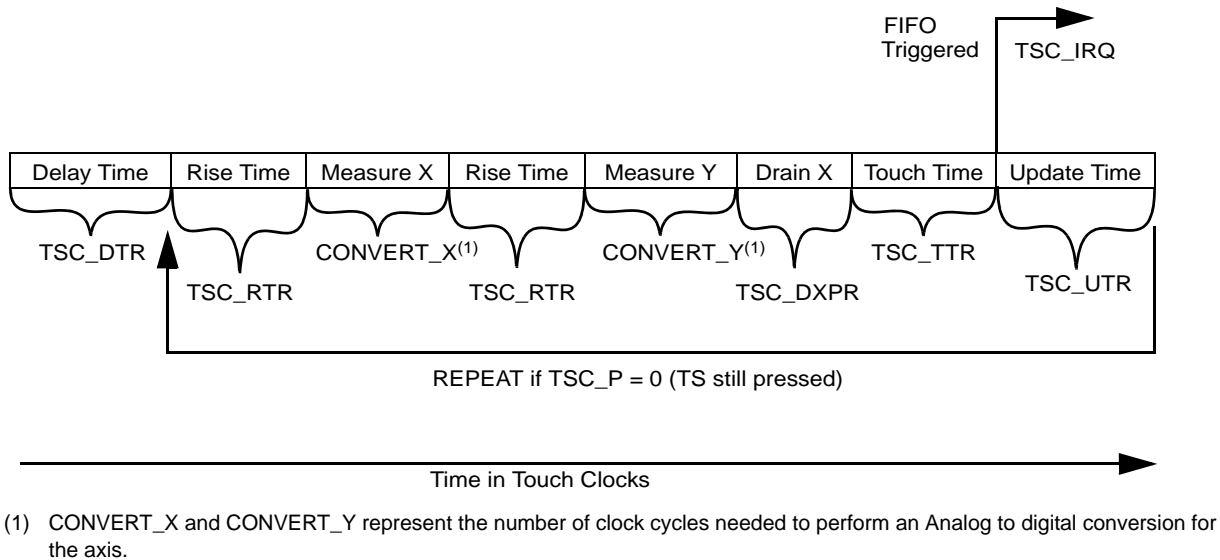 FIFO
Triggered
TSC_IRQ
Delay Time Rise Time Measure X Rise Time Measure Y Drain X Touch Time Update Time
TSC_DTR CONVERT_X(1) CONVERT_Y(1) TSC_TTR
TSC_RTR TSC_RTR TSC_DXPR TSC_UTR
REPEAT if TSC_P = 0 (TS still pressed)
Time in Touch Clocks
(1) CONVERT_X and CONVERT_Y represent the number of clock cycles needed to perform an Analog to digital conversion for
the axis.